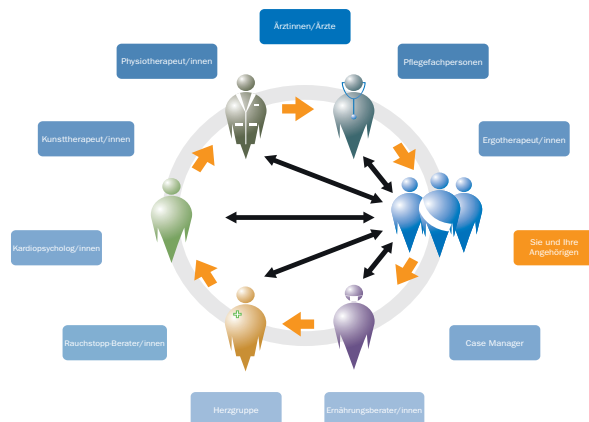 Ärztinnen/Ärzte
Physiotherapeut/innen
Pflegefachpersonen
Kunsttherapeut/innen
Ergotherapeut/innen
Kardiopsycholog/innen
Sie und Ihre
Angehörigen
Rauchstopp-Berater/innen
Case Manager
Herzgruppe
Ernährungsberater/innen